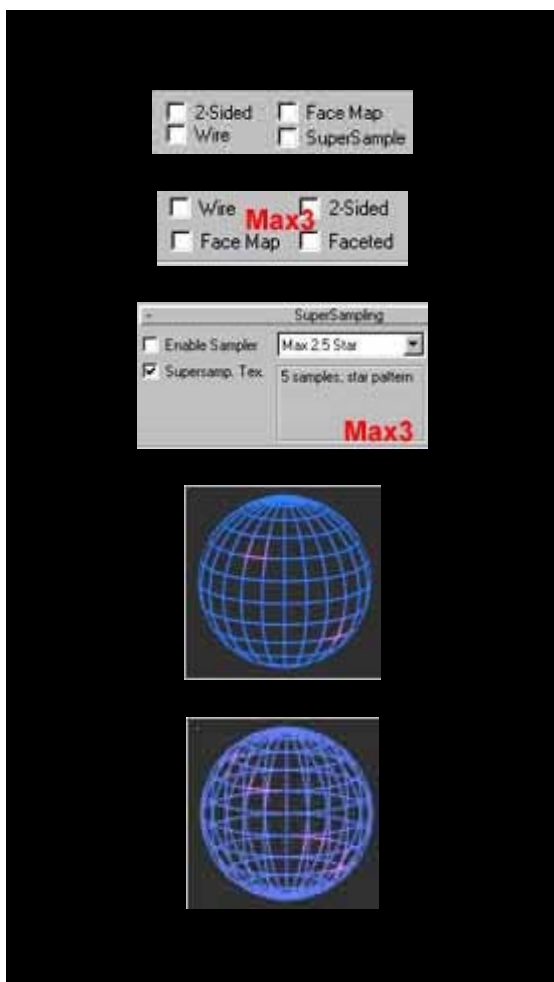 2-Sided Face Map
Wire SuperSample
Wire 2-Sided
Max3
Face Map Faceted
- SuperSampling
Enable Sampler Max 2.5 Star
Supersamp. Tex. 5 samples, star pattern
Max3